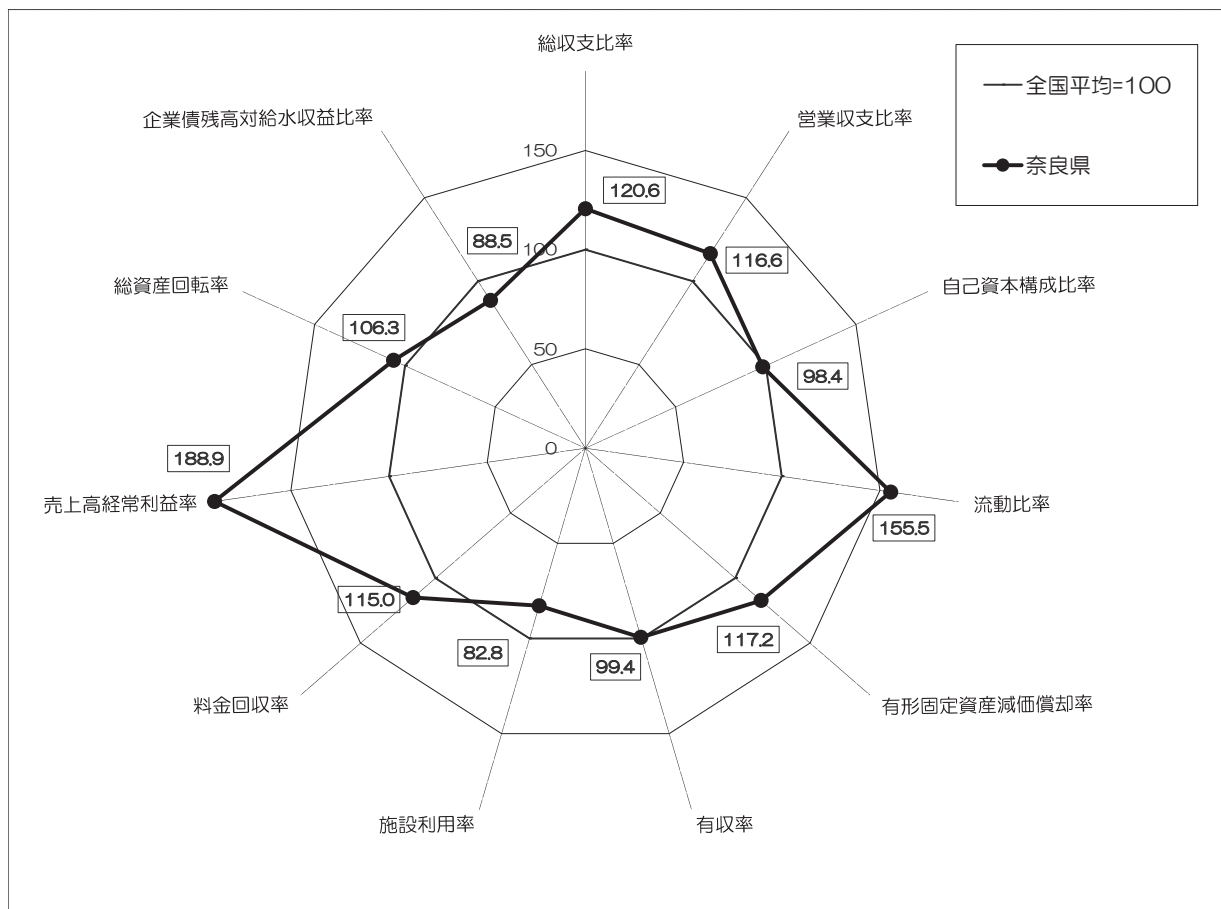 総収支比率
全国平均=100
奈良県
営業収支比率
企業債残高対給水収益比率
150
120.6
88.5
100
116.6
自己資本構成比率
総資産回転率
106.3
50
98.4
0
188.9
売上高経常利益率
流動比率
155.5
115.0
117.2
82.8
99.4
料金回収率
有形固定資産減価償却率
施設利用率
有収率